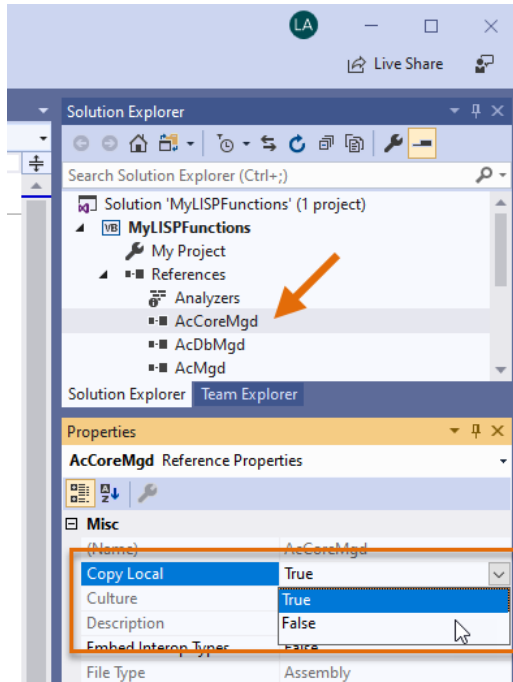 LA
Live Share
Solution Explorer
Search Solution Explorer (Ctrl+;)
Solution 'MyLISPFunctions' (1 project)
VB MyLISPFunctions
My Project
References
Analyzers
AcCoreMgd
AcDbMgd
AcMgd
Solution Explorer Team Explorer
Properties
AcCoreMgd Reference Properties
Misc
(Name) AcCoreMgd
Copy Local True
Culture True
Description False
Embed Interop Types False
File Type Assembly